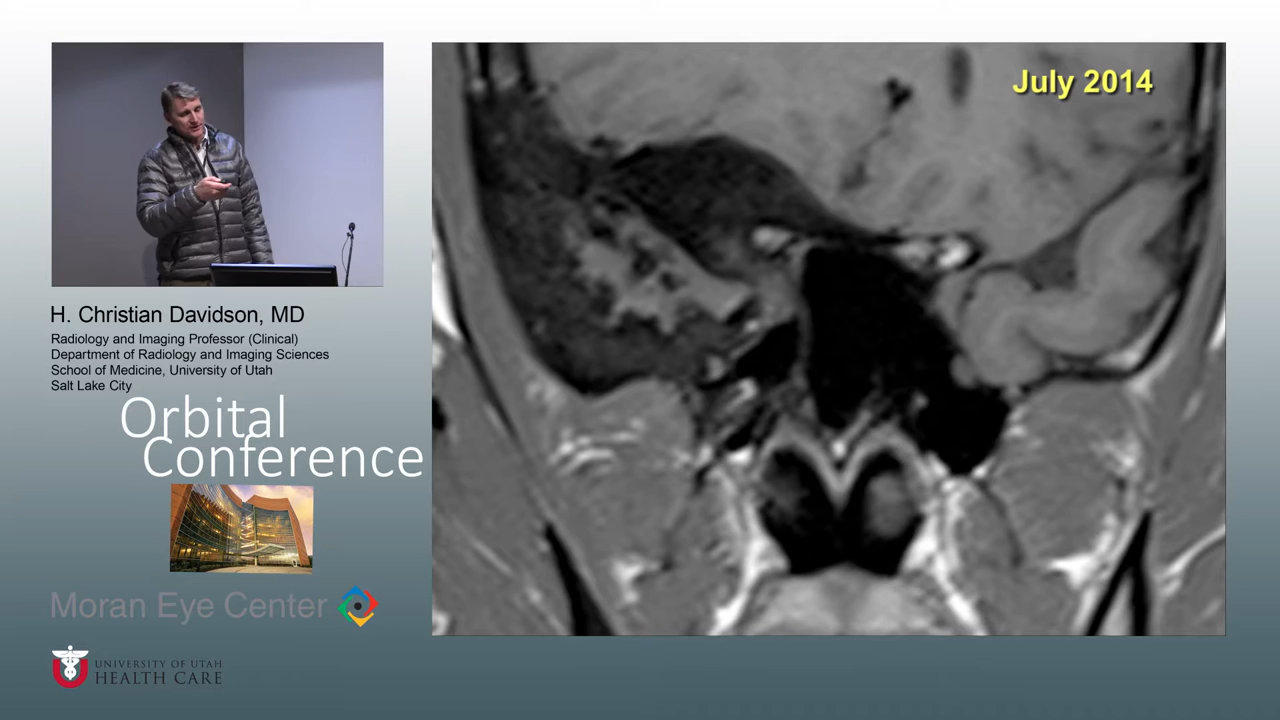 July 2014
H. Christian Davidson, MD
Radiology and Imaging Professor (Clinical)
Department of Radiology and Imaging Sciences
School of Medicine, University of Utah
Salt Lake City
Orbital
Conference
Moran Eye Center
UNIVERSITY OF UTAH
HEALTH CARE